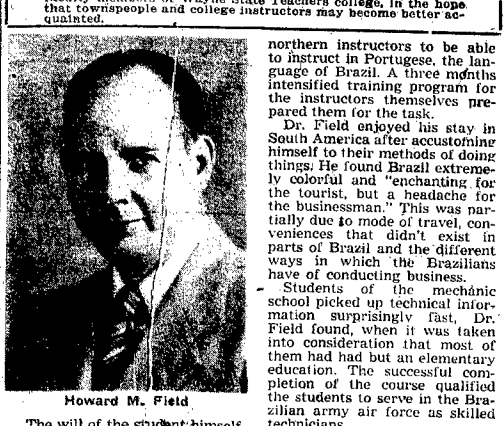 that townspeople and college instructors may become better ac-
quainted.
Howard M. Field
The will of the student himself
northern instructors to be able
to instruct in Portugese, the lan-
guage of Brazil. A three months
intensified training program for
the instructors themselves pre-
pared them for the task.
Dr. Field enjoyed his stay in
South America after accustoming
himself to their methods of doing
things. He found Brazil extreme-
ly colorful and "enchanting for
the tourist, but a headache for
the businessman." This was par-
tially due to mode of travel, con-
veniences that didn't exist in
parts of Brazil and the different
ways in which the Brazilians
have of conducting business.
Students of the mechanic
school picked up technical infor-
mation surprisingly fast, Dr.
Field found, when it was taken
into consideration that most of
them had had but an elementary
education. The successful com-
pletion of the course qualified
the students to serve in the Bra-
zilian army air force as skilled
technicians.